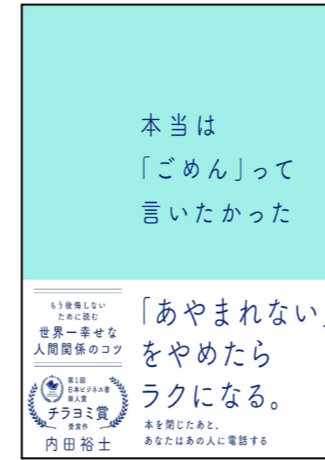 本当は
「ごめん」って
言いたかった
もう後悔しない
ために読む
世界一幸せな
人間関係のコツ
第1回
日本ビジネス書
新人賞
チラヨミ賞
受賞作
内田裕士
「あやまれない」
をやめたら
ラクになる。
本を閉じたあと、
あなたはあの人に電話する